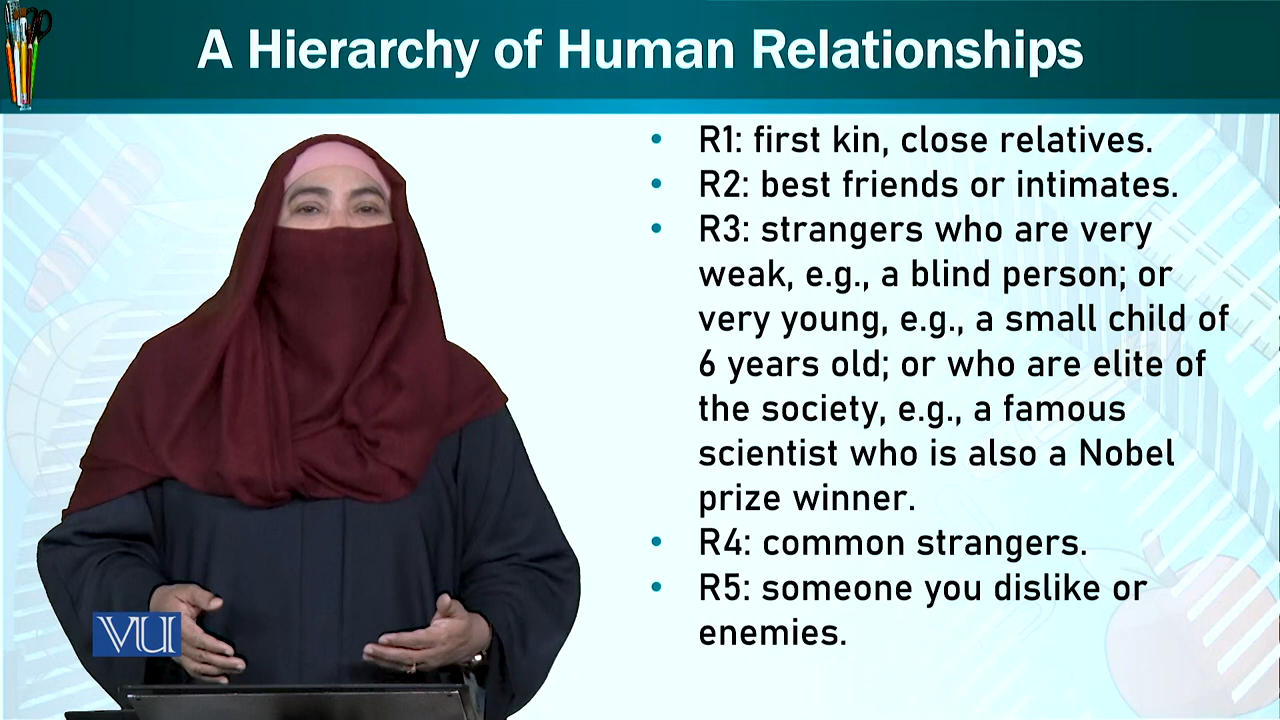 A Hierarchy of Human Relationships
• R1: first kin, close relatives.
• R2: best friends or intimates.
• R3: strangers who are very
weak, e.g., a blind person; or
very young, e.g., a small child of
6 years old; or who are elite of
the society, e.g., a famous
scientist who is also a Nobel
prize winner.
• R4: common strangers.
• R5: someone you dislike or
enemies.
VU